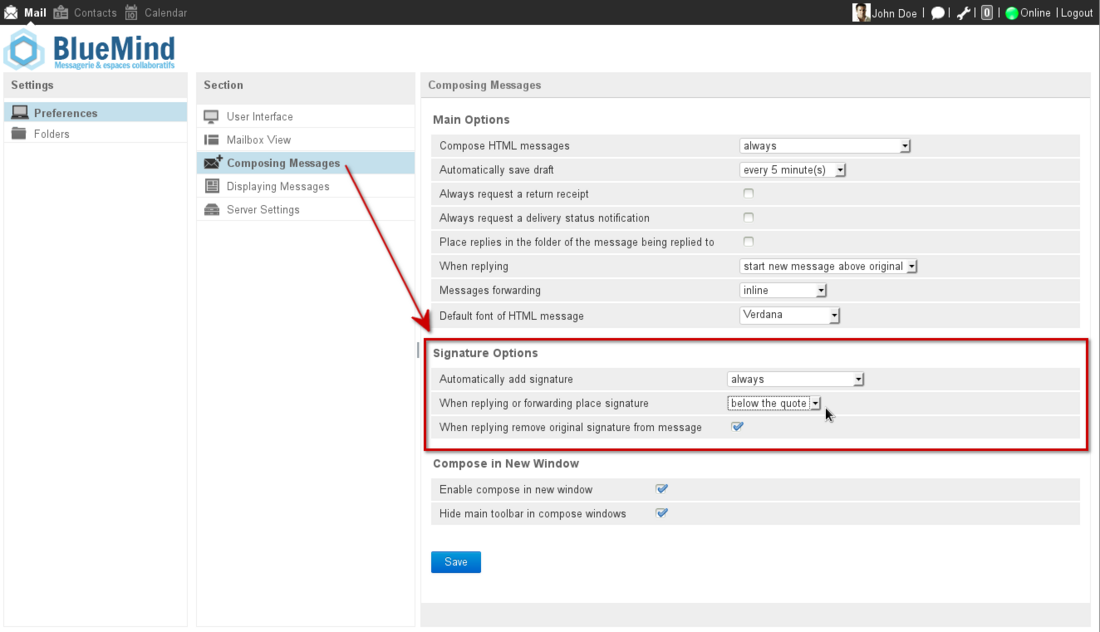 Mail Contacts Calendar John Doe | | | 0 | Online | Logout
BlueMind
Messagerie & espaces collaboratifs
Settings
Preferences
Folders
Section
User Interface
Mailbox View
Composing Messages
Displaying Messages
Server Settings
Composing Messages
Main Options
Compose HTML messages always
Automatically save draft every 5 minute(s)
Always request a return receipt
Always request a delivery status notification
Place replies in the folder of the message being replied to
When replying start new message above original
Messages forwarding inline
Default font of HTML message Verdana
Signature Options
Automatically add signature always
When replying or forwarding place signature below the quote
When replying remove original signature from message
Compose in New Window
Enable compose in new window
Hide main toolbar in compose windows
Save